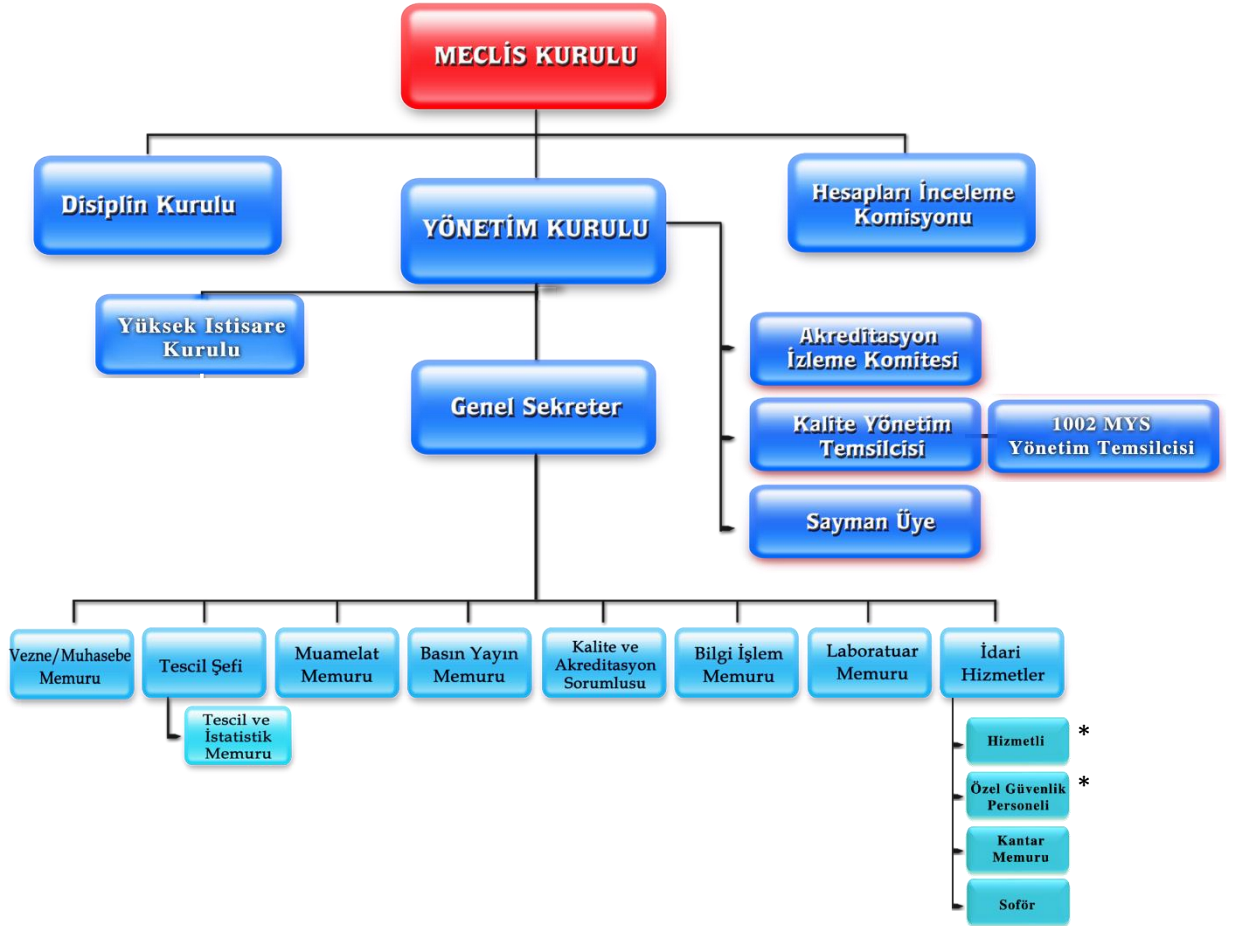 MECLİS KURULU
Disiplin Kurulu
YÖNETİM KURULU
Hesapları İnceleme
Komisyonu
Yüksek Istisare
Kurulu
Genel Sekreter
Akreditasyon
İzleme Komitesi
Kalite Yönetim
Temsilcisi
1002 MYS
Yönetim Temsilcisi
Sayman Üye
Vezne/Muhasebe
Memuru
Tescil Şefi
Muamelat
Memuru
Basın Yayın
Memuru
Kalite ve
Akreditasyon
Sorumlusu
Bilgi İşlem
Memuru
Laboratuar
Memuru
İdari
Hizmetler
Tescil ve
İstatistik
Memuru
Hizmetli *
Özel Güvenlik *
Personeli
Kantar
Memuru
Soför